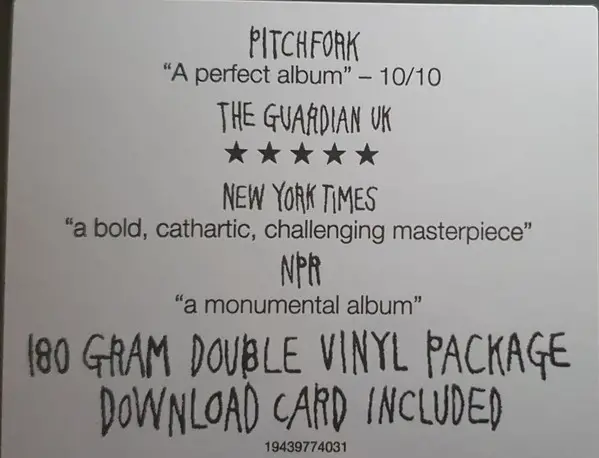 PITCHFORK
“A perfect album” – 10/10
THE GUARDIAN UK
★★★★★
NEW YORK TIMES
“a bold, cathartic, challenging masterpiece”
NPR
“a monumental album”
180 GRAM DOUBLE VINYL PACKAGE
DOWNLOAD CARD INCLUDED
19439774031